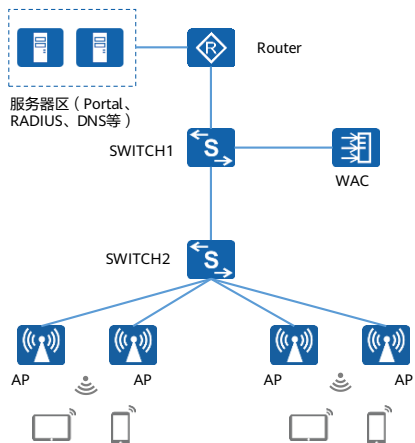 Router
服务器区（Portal、
RADIUS、DNS等）
SWITCH1
WAC
SWITCH2
AP
AP
AP
AP